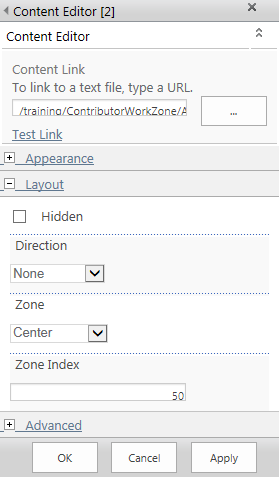 Content Editor [2]
Content Editor
Content Link
To link to a text file, type a URL.
/training/ContributorWorkZone/A
...
Test Link
Appearance
Layout
Hidden
Direction
None
Zone
Center
Zone Index
50
Advanced
OK Cancel Apply